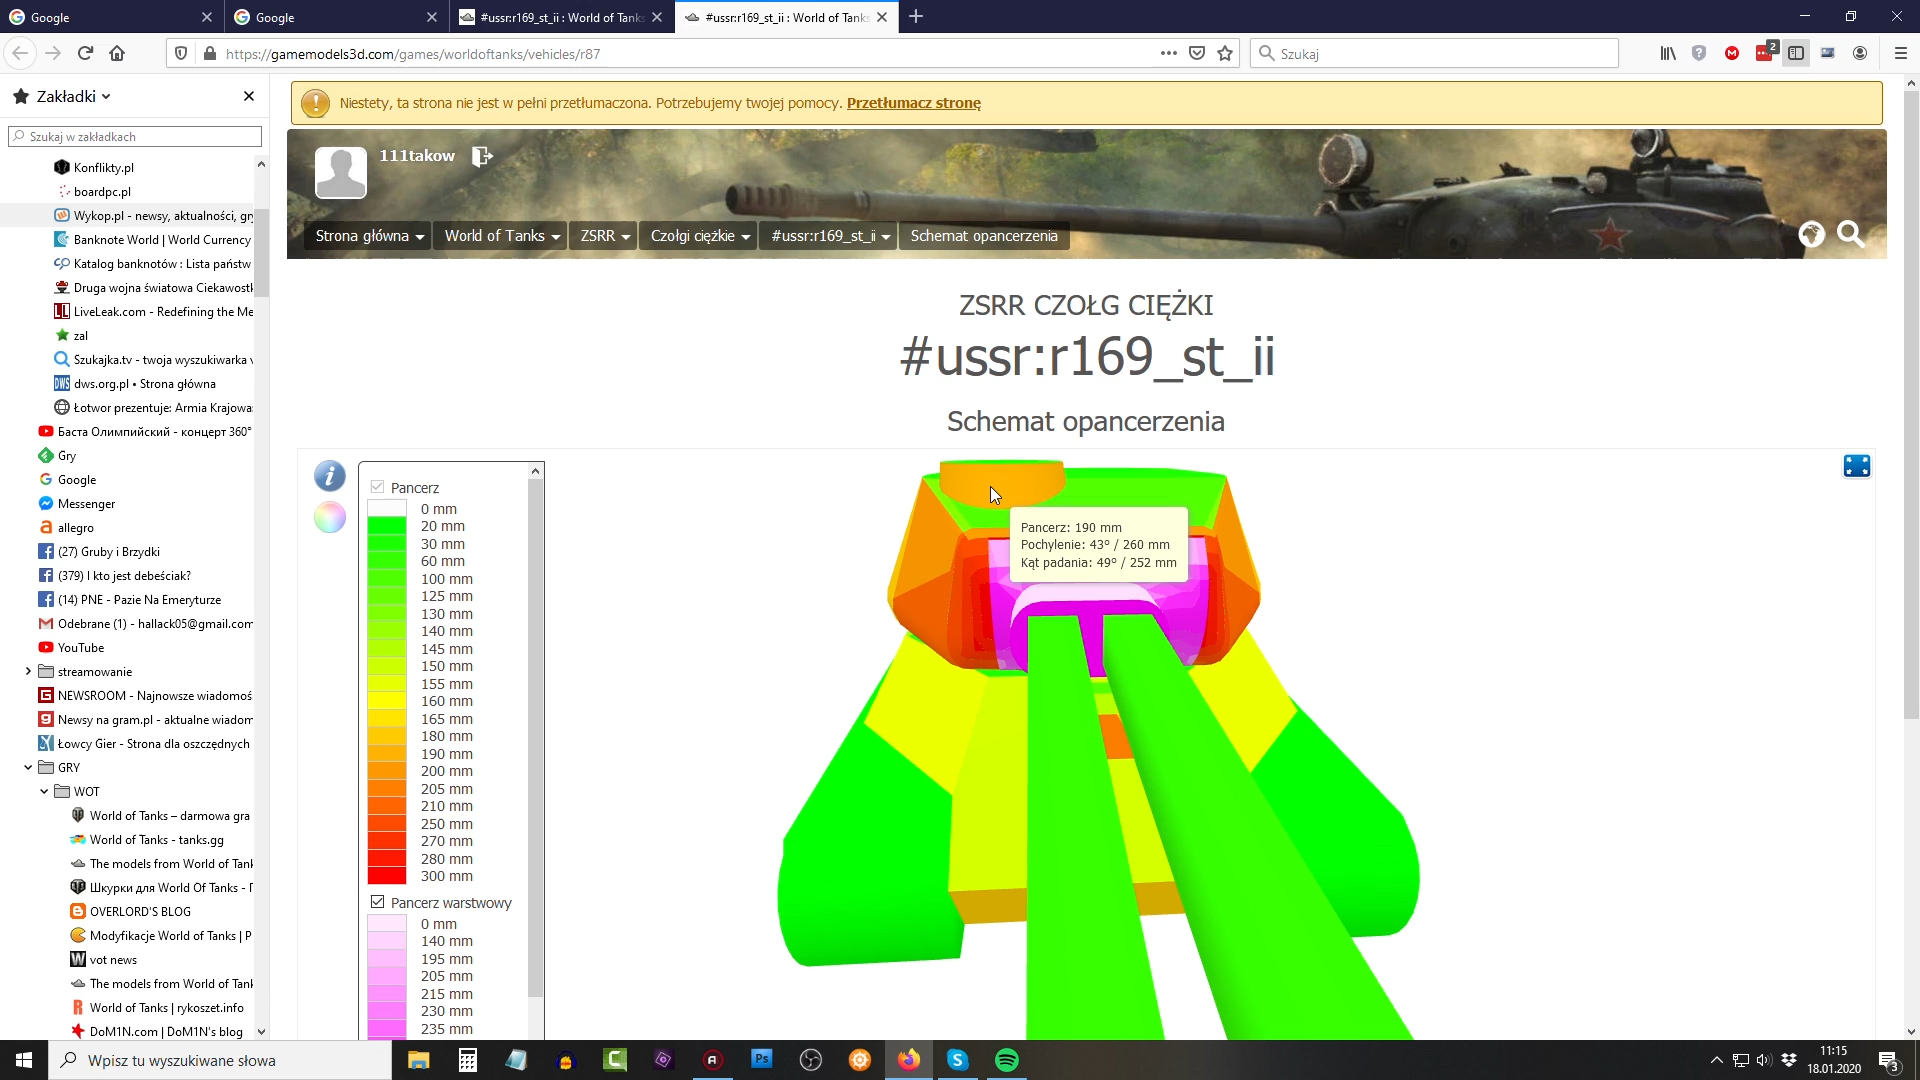 Google
Google
#ussr:r169_st_ii : World of Tanks
#ussr:r169_st_ii : World of Tanks
https://gamemodels3d.com/games/worldoftanks/vehicles/r87
Szukaj
2
Zakładki
Szukaj w zakładkach
Konflikty.pl
boardpc.pl
Wykop.pl - newsy, aktualności, gry
Banknote World | World Currency
Katalog banknotów : Lista państw
Druga wojna światowa Ciekawostk
LiveLeak.com - Redefining the Me
zal
Szukajka.tv - twoja wyszukiwarka v
dws.org.pl • Strona główna
Łotwor prezentuje: Armia Krajowa:
Баста Олимпийский - концерт 360°
Gry
Google
Messenger
allegro
(27) Gruby i Brzydki
(379) I kto jest debeściak?
(14) PNE - Pazie Na Emeryturze
Odebrane (1) - hallack05@gmail.com
YouTube
streamowanie
NEWSROOM - Najnowsze wiadomoś
Newsy na gram.pl - aktualne wiadom
Łowcy Gier - Strona dla oszczędnych
GRY
WOT
World of Tanks – darmowa gra
World of Tanks - tanks.gg
The models from World of Tank
Шкурки для World Of Tanks - Г
OVERLORD'S BLOG
Modyfikacje World of Tanks | P
vot news
The models from World of Tank
World of Tanks | rykoszet.info
DoM1N.com | DoM1N's blog
Niestety, ta strona nie jest w pełni przetłumaczona. Potrzebujemy twojej pomocy. Przetłumacz stronę
111takow
Strona główna
World of Tanks
ZSRR
Czołgi ciężkie
#ussr:r169_st_ii
Schemat opancerzenia
ZSRR CZOŁG CIĘŻKI
#ussr:r169_st_ii
Schemat opancerzenia
Pancerz
0 mm
20 mm
30 mm
60 mm
100 mm
125 mm
130 mm
140 mm
145 mm
150 mm
155 mm
160 mm
165 mm
180 mm
190 mm
200 mm
205 mm
210 mm
250 mm
270 mm
280 mm
300 mm
Pancerz warstwowy
0 mm
140 mm
195 mm
205 mm
215 mm
230 mm
235 mm
Pancerz: 190 mm
Pochylenie: 43° / 260 mm
Kąt padania: 49° / 252 mm
Wpisz tu wyszukiwane słowa
11:15
18.01.2020
3